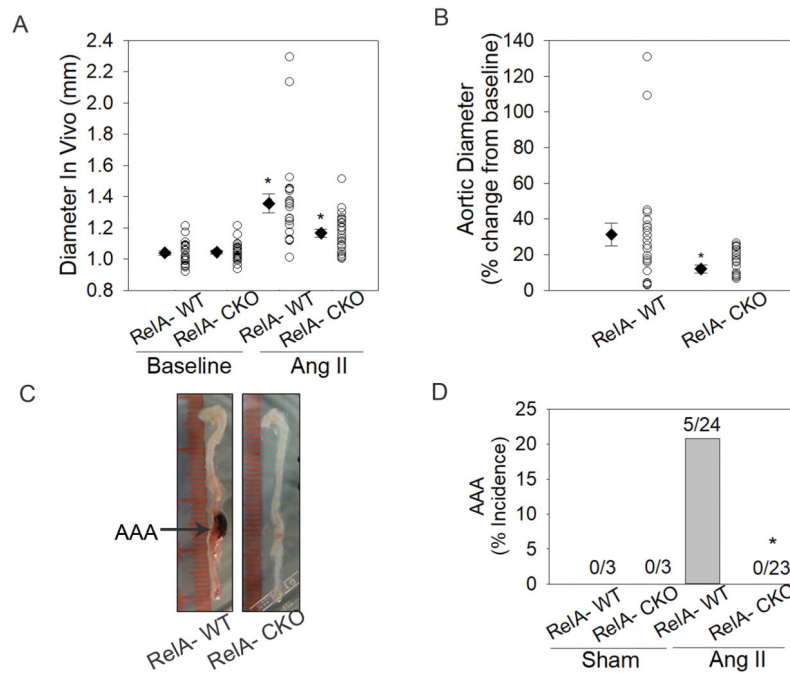 A
Diameter In Vivo (mm)
2.4
2.2
2.0
1.8
1.6
1.4
1.2
1.0
0.8
*
*
RelA- WT
RelA- CKO
RelA- WT
RelA- CKO
Baseline
Ang II
B
Aortic Diameter
(% change from baseline)
140
120
100
80
60
40
20
0
*
RelA- WT
RelA- CKO
C
AAA
RelA- WT
RelA- CKO
D
AAA
(% Incidence)
25
20
15
10
5
0
5/24
*
0/3
0/3
0/23
RelA- WT
RelA- CKO
RelA- WT
RelA- CKO
Sham
Ang II